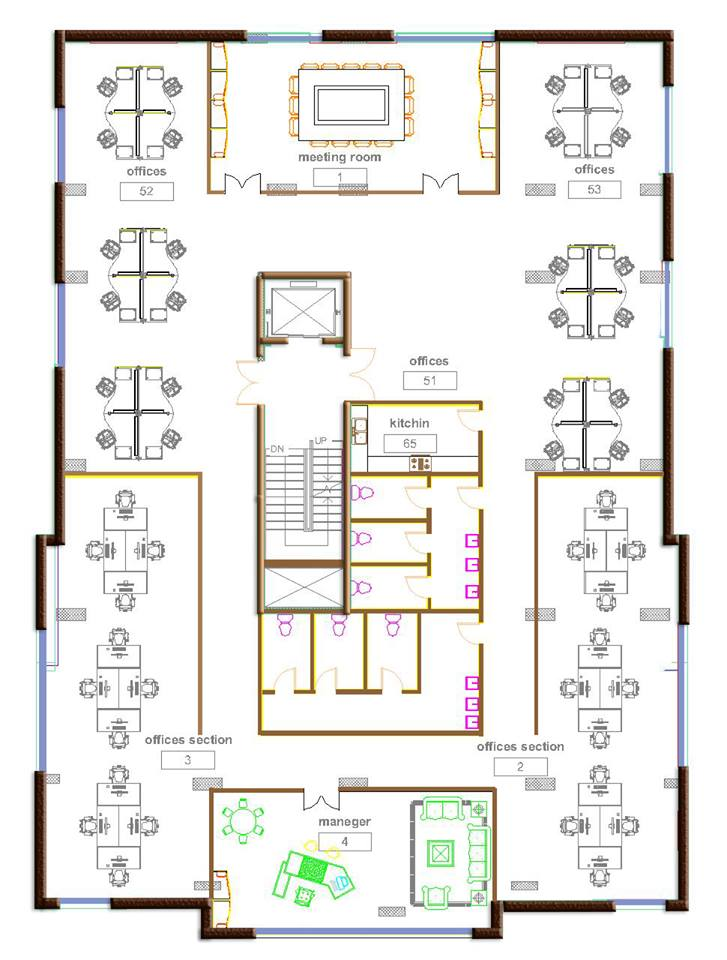 meeting room
1
offices
52
offices
53
offices
51
kitchin
65
UP
DN
offices section
3
offices section
2
maneger
4